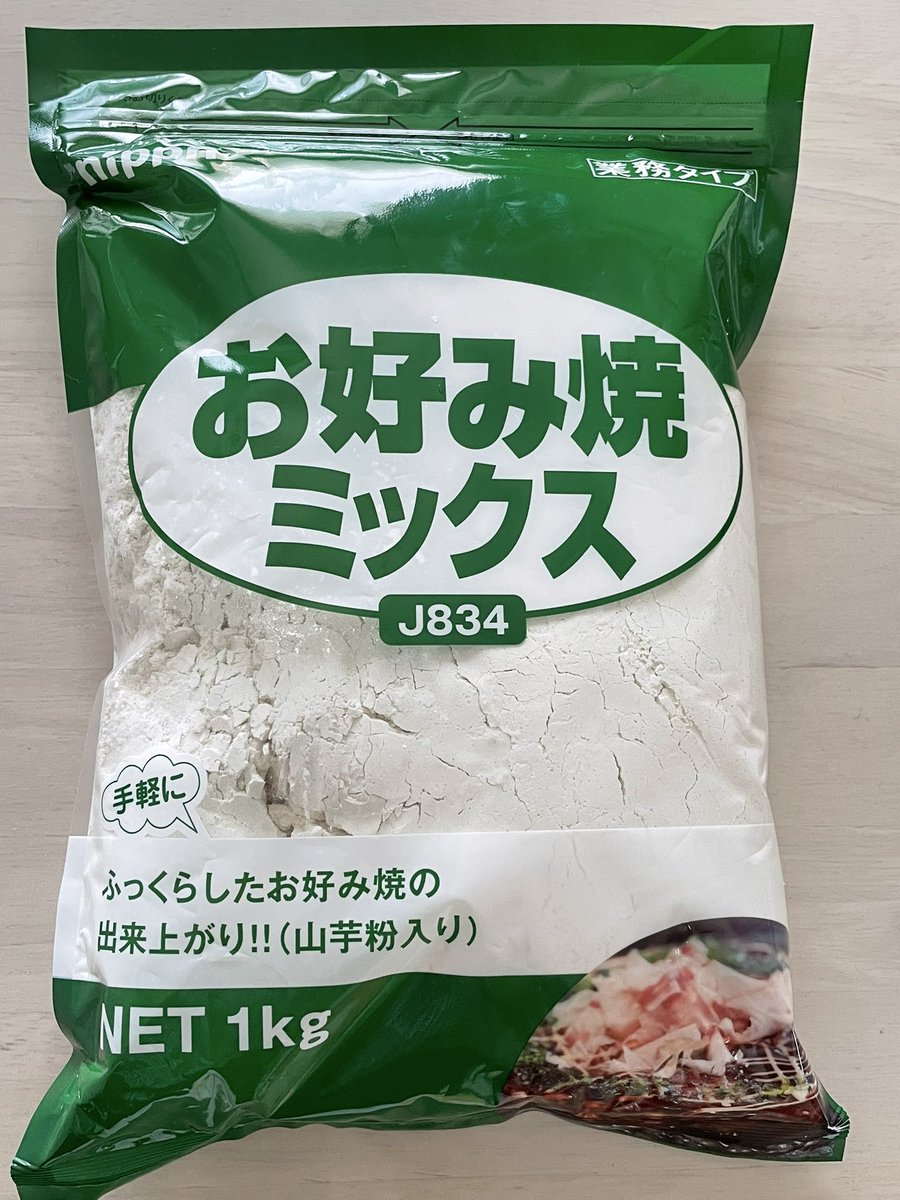 nippn
業務タイプ
お好み焼
ミックス
J834
手軽に
ふっくらしたお好み焼の
出来上がり!!（山芋粉入り）
NET 1kg